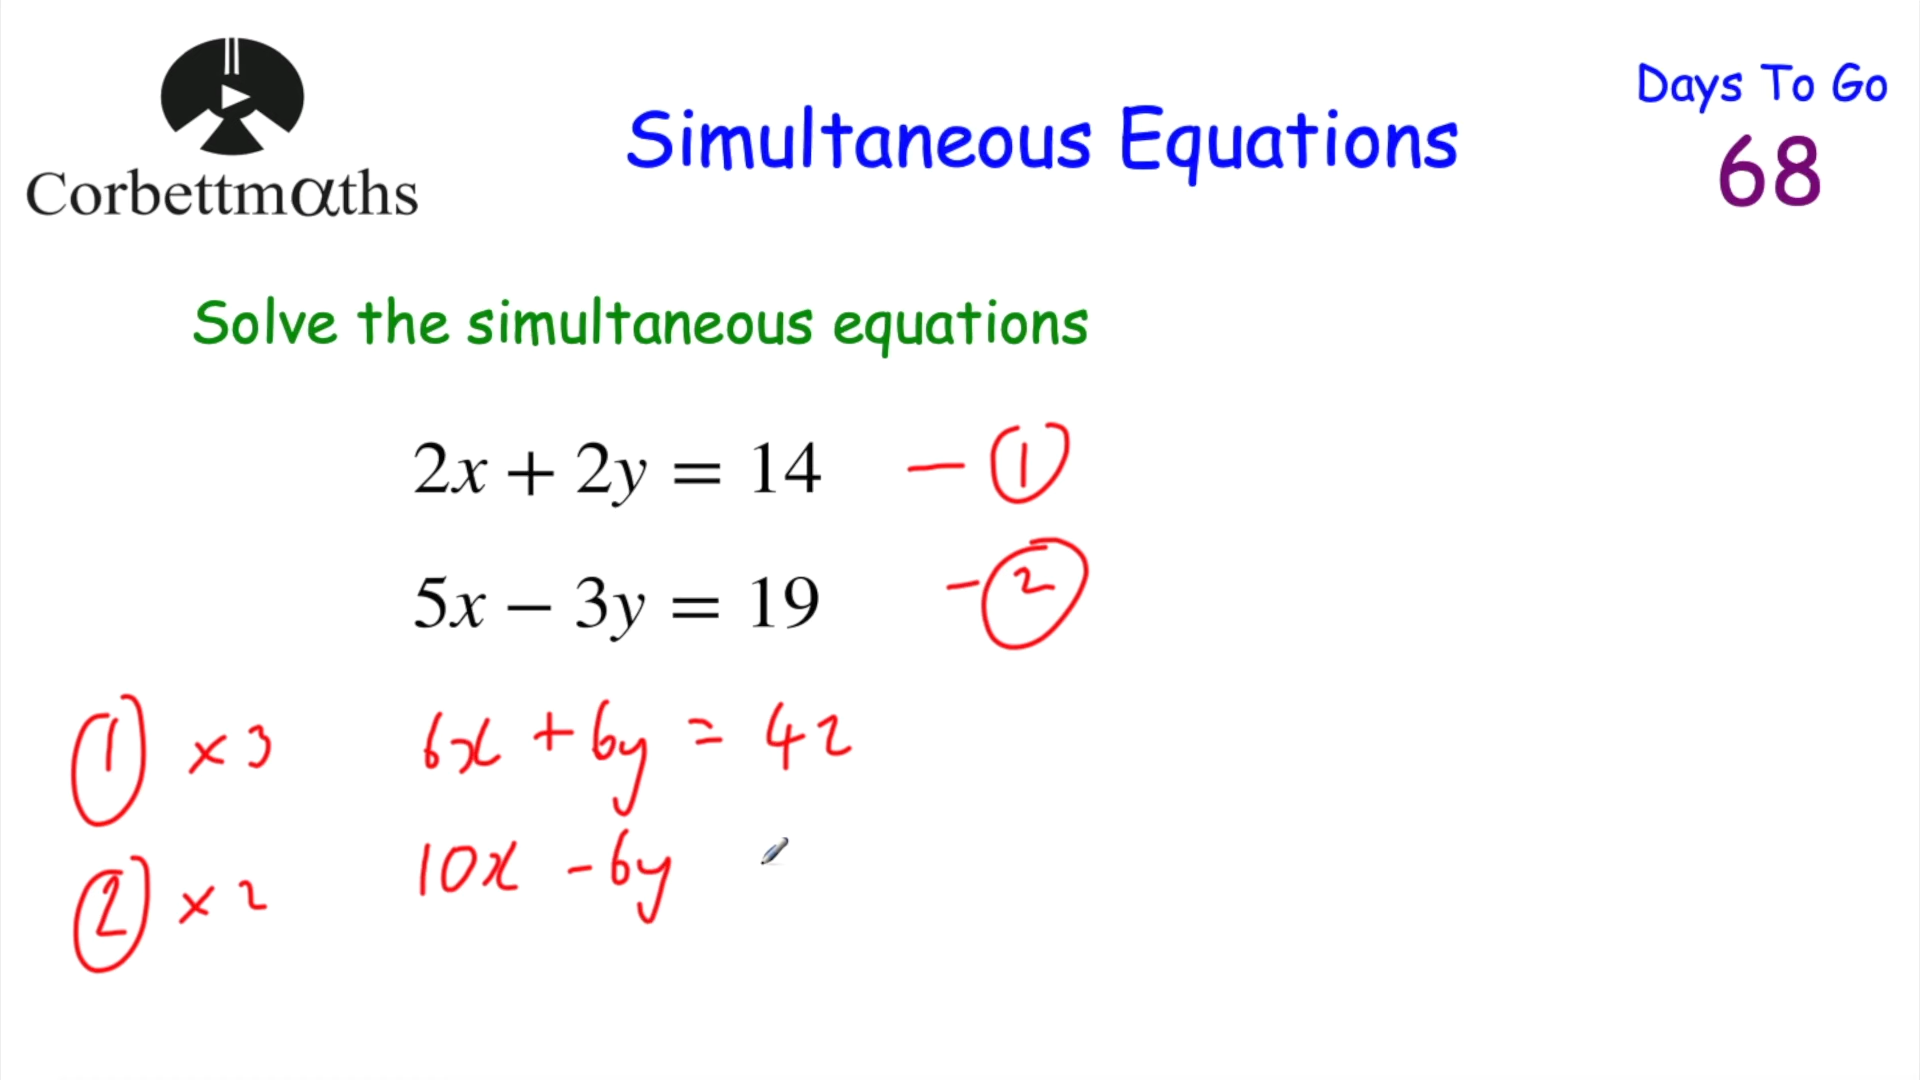 Corbettmαths
Simultaneous Equations
Days To Go
68
Solve the simultaneous equations
2x + 2y = 14 — ①
5x − 3y = 19 - ②
① × 3 6x + 6y = 42
② × 2 10x - 6y